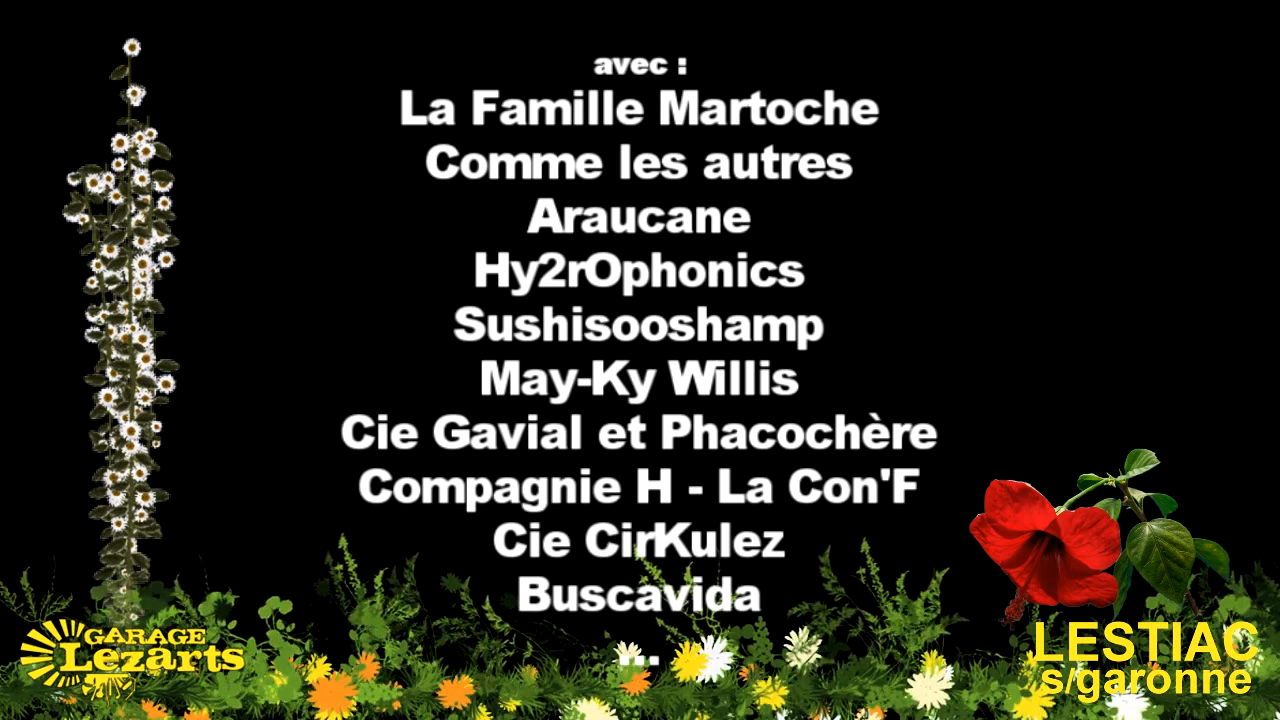 avec :
La Famille Martoche
Comme les autres
Araucane
Hy2rOphonics
Sushisooshamp
May-Ky Willis
Cie Gavial et Phacochère
Compagnie H - La Con'F
Cie CirKulez
Buscavida
...
GARAGE
Lezarts
LESTIAC
s/garonne